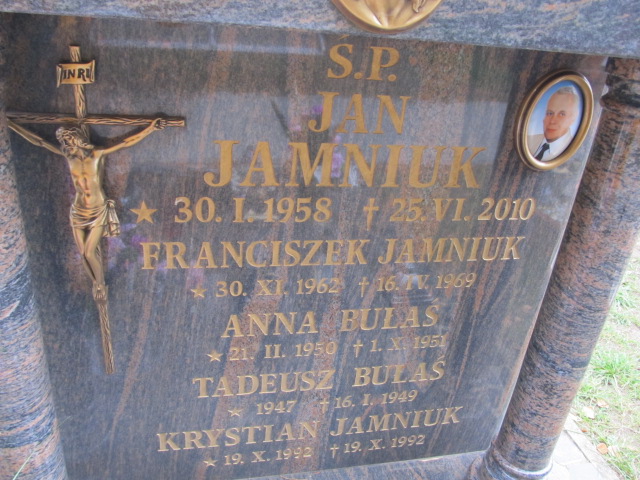 INRI
Ś.P.
JAN
JAMNIUK
★ 30. I. 1958 † 25. VI. 2010
FRANCISZEK JAMNIUK
★ 30. XI. 1962 † 16. IV. 1969
ANNA BUŁAŚ
★ 21. II. 1950 † 1. X. 1951
TADEUSZ BUŁAŚ
★ 1947 † 16. I. 1949
KRYSTIAN JAMNIUK
★ 19. X. 1992 † 19. X. 1992